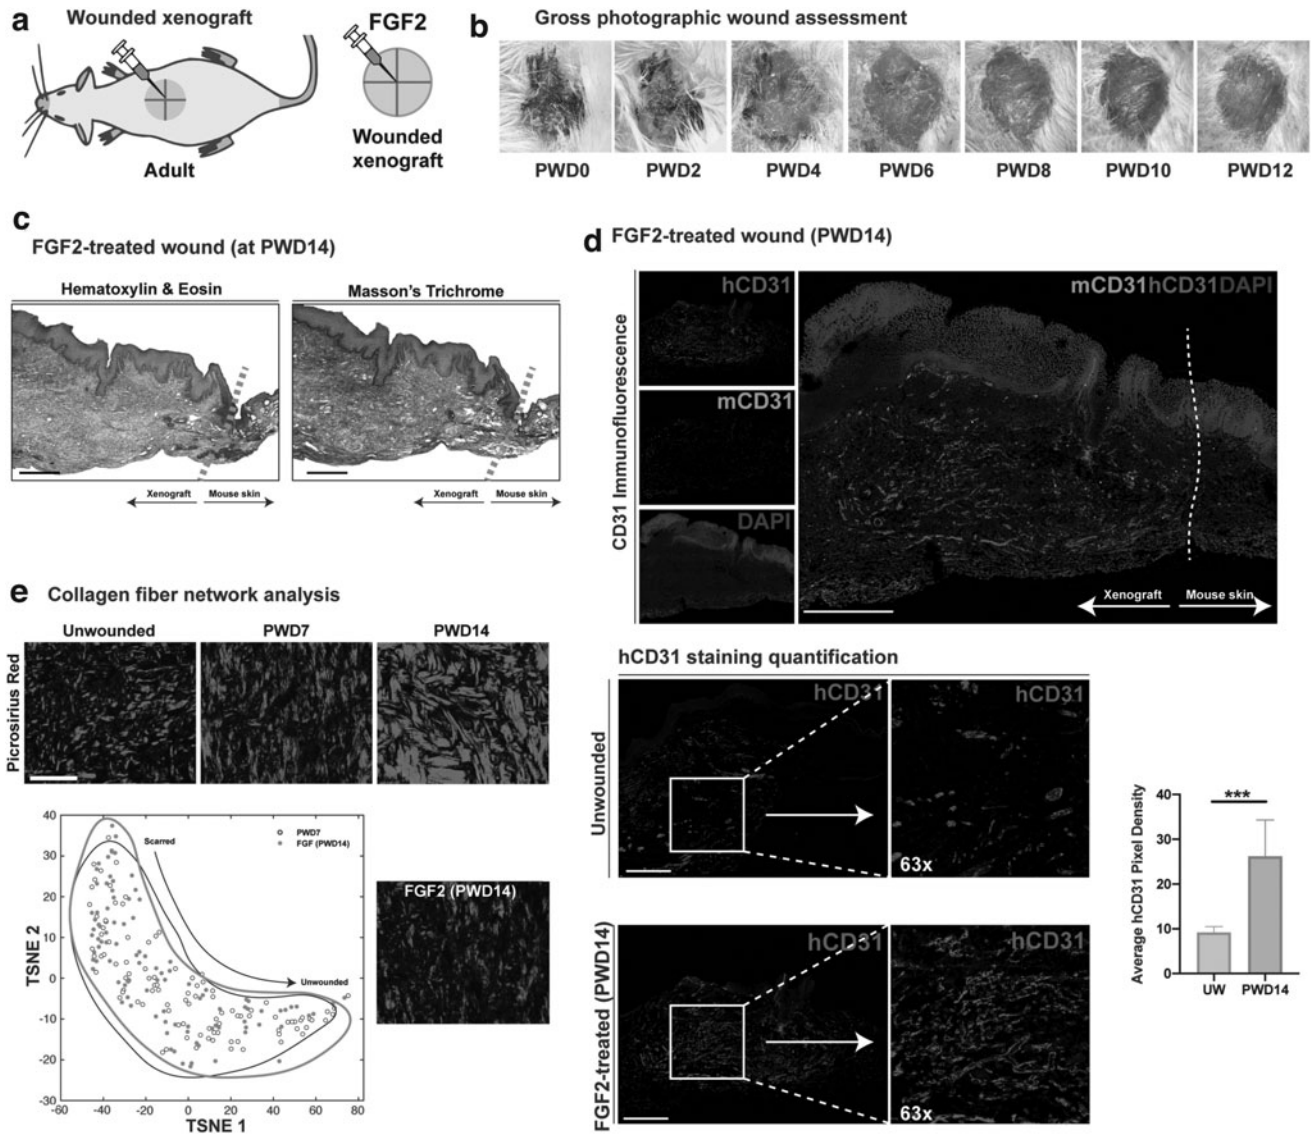 a
Wounded xenograft
FGF2
Adult
Wounded
xenograft
b
Gross photographic wound assessment
PWD0
PWD2
PWD4
PWD6
PWD8
PWD10
PWD12
c
FGF2-treated wound (at PWD14)
Hematoxylin & Eosin
Masson's Trichrome
Xenograft
Mouse skin
Xenograft
Mouse skin
d
FGF2-treated wound (PWD14)
CD31 Immunofluorescence
hCD31
mCD31
DAPI
mCD31hCD31DAPI
Xenograft
Mouse skin
hCD31 staining quantification
Unwounded
hCD31
hCD31
63x
FGF2-treated (PWD14)
hCD31
hCD31
63x
Average hCD31 Pixel Density
40
30
20
10
0
***
UW
PWD14
e
Collagen fiber network analysis
Unwounded
PWD7
PWD14
Picrosirius Red
FGF2 (PWD14)
TSNE 2
40
30
20
10
0
-10
-20
-30
Scarred
PWD7
FGF (PWD14)
Unwounded
-60
-40
-20
0
20
40
60
80
TSNE 1